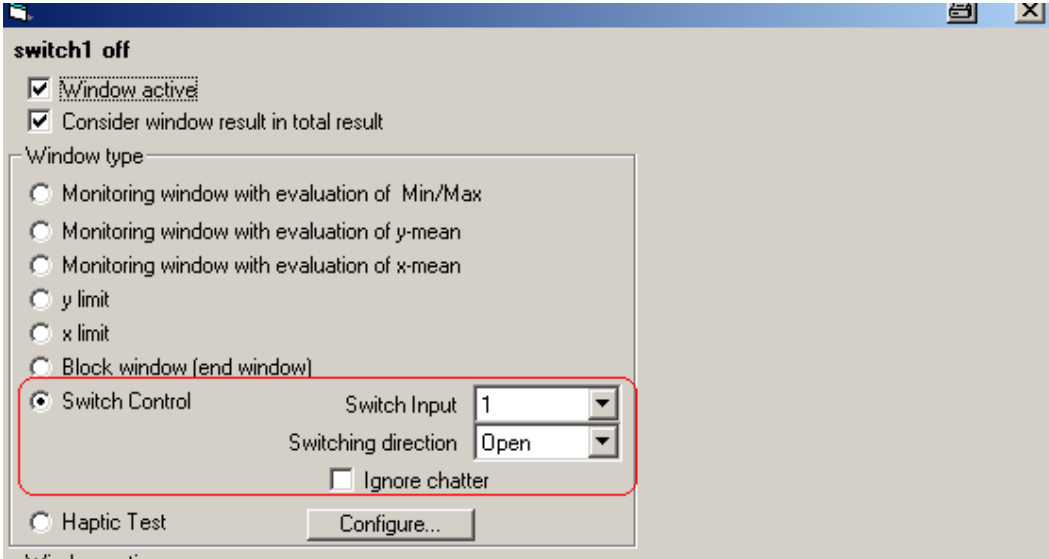 switch1 off
Window active
Consider window result in total result
Window type
Monitoring window with evaluation of Min/Max
Monitoring window with evaluation of y-mean
Monitoring window with evaluation of x-mean
y limit
x limit
Block window (end window)
Switch Control Switch Input 1
Switching direction Open
Ignore chatter
Haptic Test Configure...